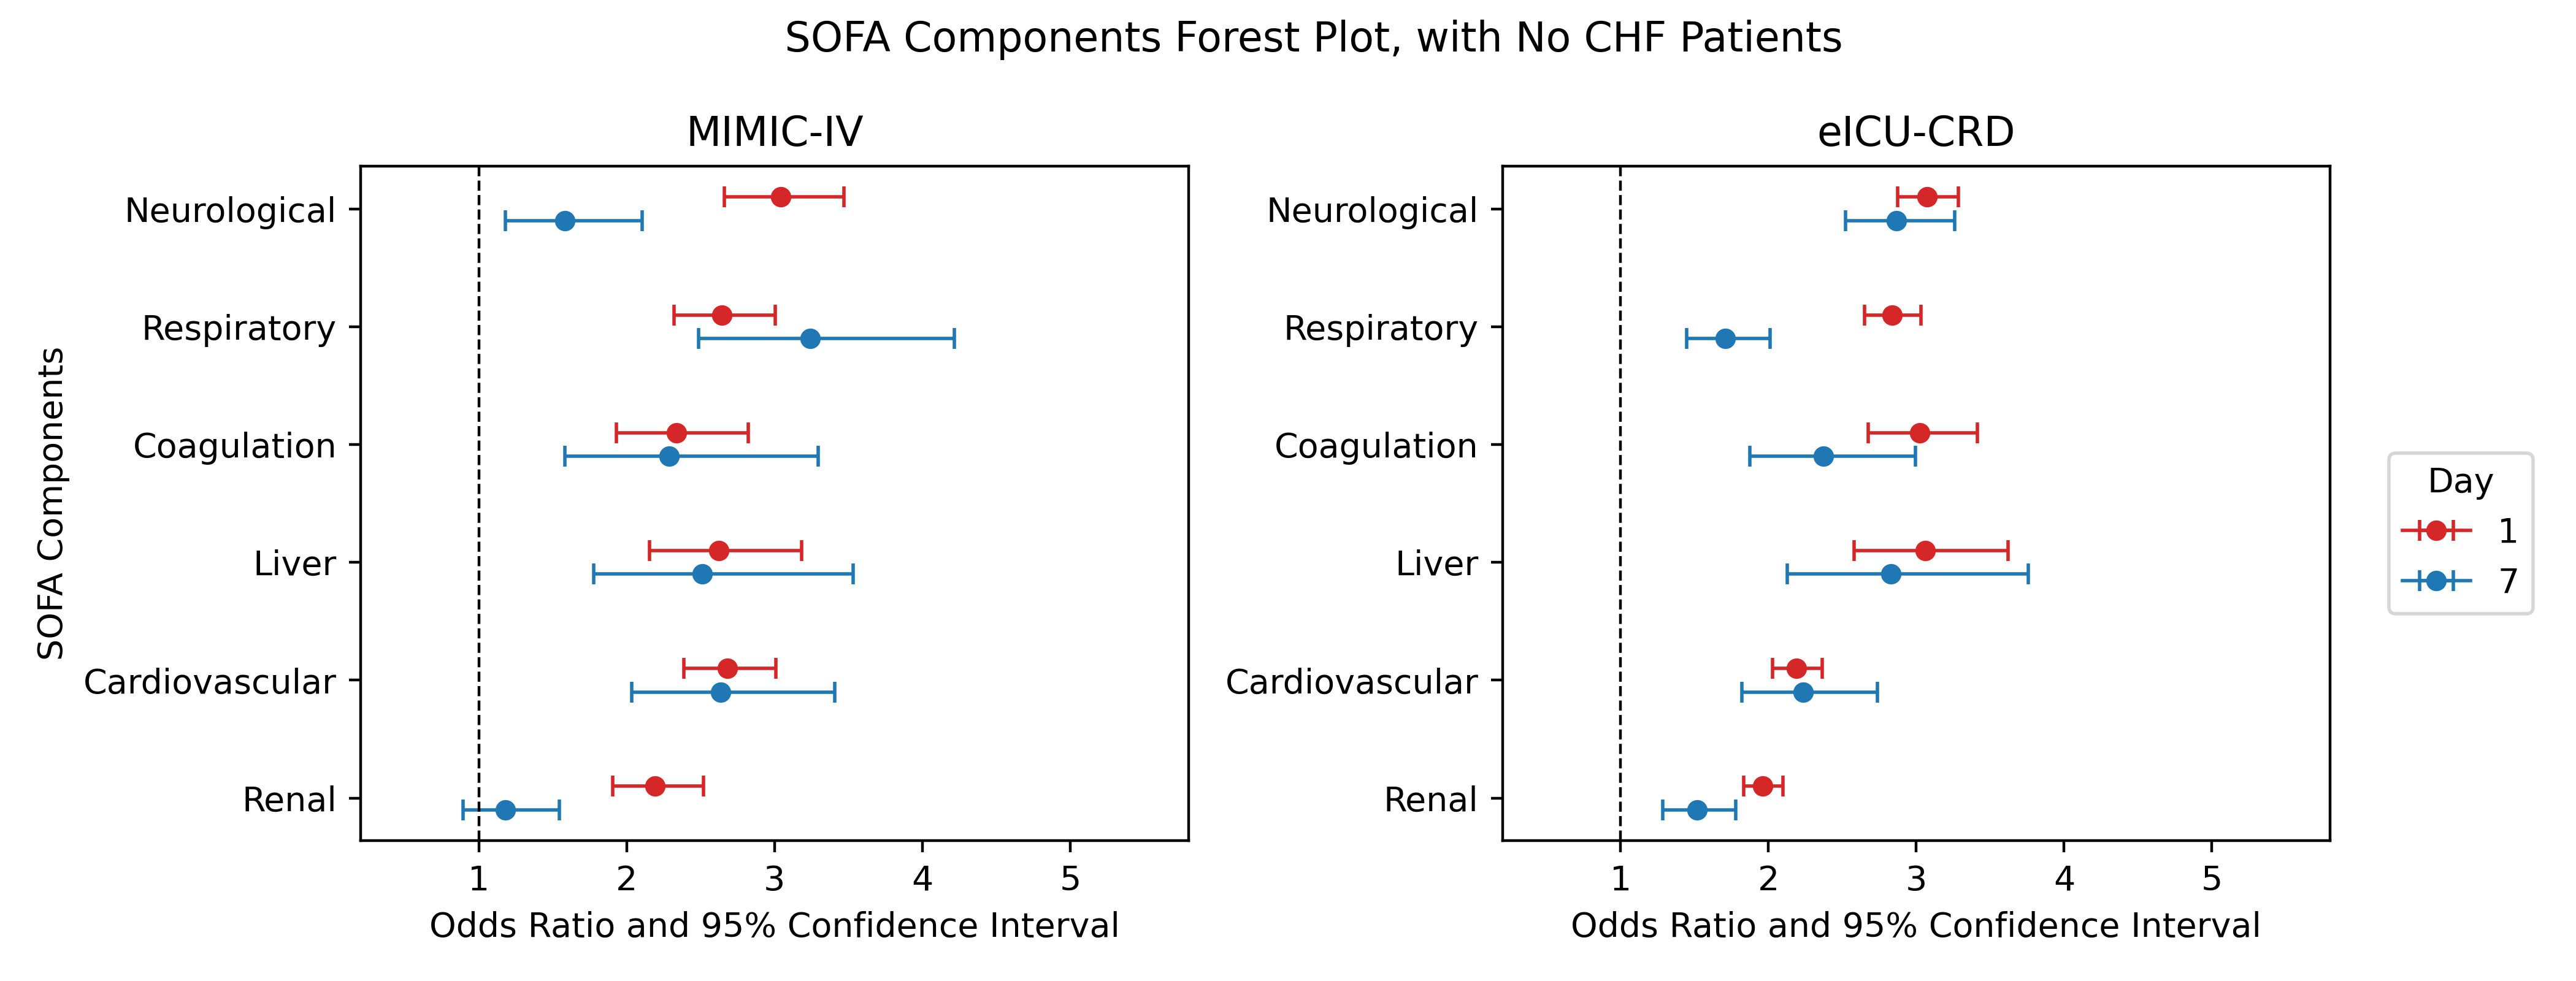 SOFA Components Forest Plot, with No CHF Patients
MIMIC-IV
SOFA Components
Neurological
Respiratory
Coagulation
Liver
Cardiovascular
Renal
1 2 3 4 5
Odds Ratio and 95% Confidence Interval
eICU-CRD
Neurological
Respiratory
Coagulation
Liver
Cardiovascular
Renal
1 2 3 4 5
Odds Ratio and 95% Confidence Interval
Day
1
7